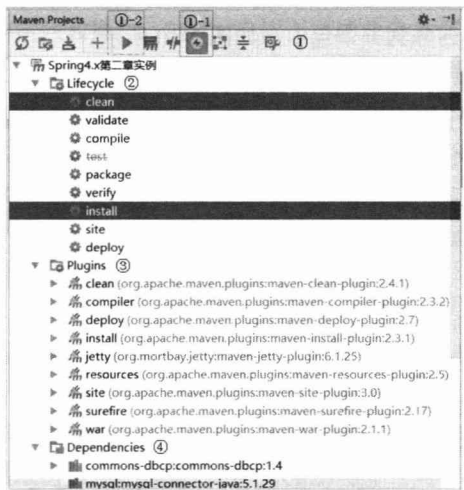 Maven Projects ①-2 ①-1
①
Spring4.x第二章实例
Lifecycle ②
clean
validate
compile
test
package
verify
install
site
deploy
Plugins ③
clean (org.apache.maven.plugins:maven-clean-plugin:2.4.1)
compiler (org.apache.maven.plugins:maven-compiler-plugin:2.3.2)
deploy (org.apache.maven.plugins:maven-deploy-plugin:2.7)
install (org.apache.maven.plugins:maven-install-plugin:2.3.1)
jetty (org.mortbay.jetty:maven-jetty-plugin:6.1.25)
resources (org.apache.maven.plugins:maven-resources-plugin:2.5)
site (org.apache.maven.plugins:maven-site-plugin:3.0)
surefire (org.apache.maven.plugins:maven-surefire-plugin:2.17)
war (org.apache.maven.plugins:maven-war-plugin:2.1.1)
Dependencies ④
commons-dbcp:commons-dbcp:1.4
mysql:mysql-connector-java:5.1.29